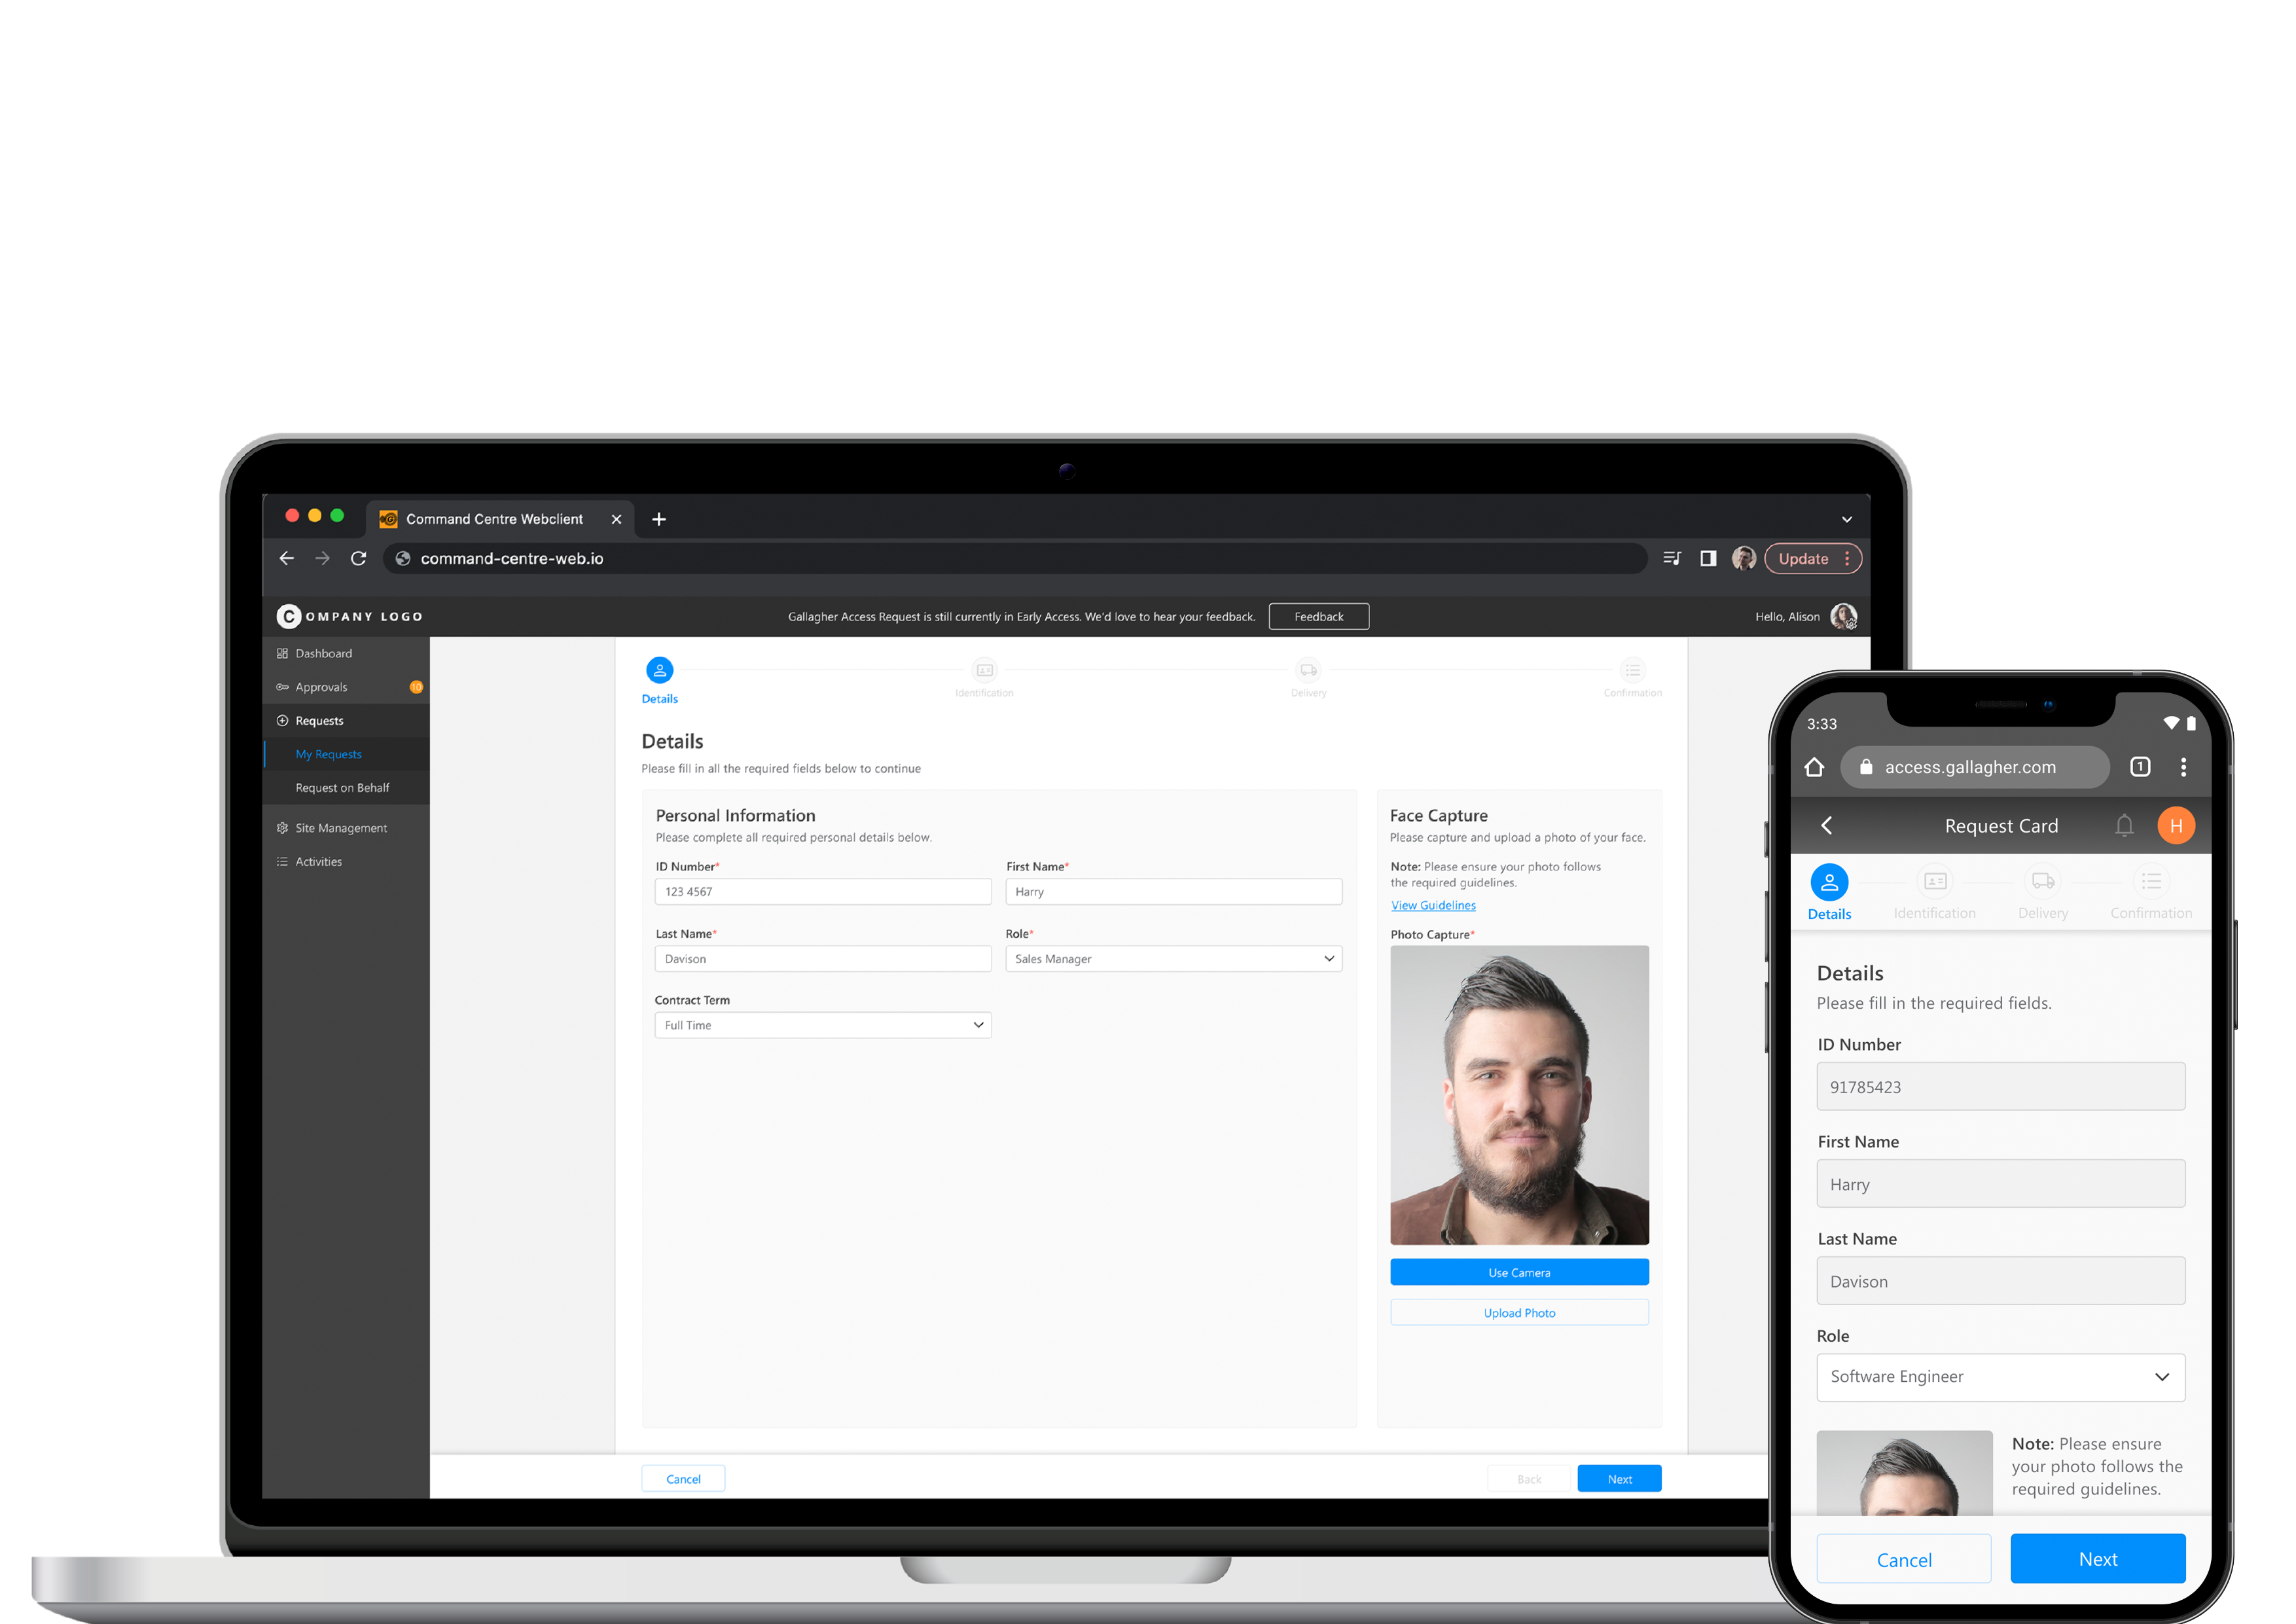 Command Centre Webclient
command-centre-web.io
Update
COMPANY LOGO
Gallagher Access Request is still currently in Early Access. We'd love to hear your feedback.
Feedback
Hello, Alison
Dashboard
Approvals
10
Requests
My Requests
Request on Behalf
Site Management
Activities
Details
Identification
Delivery
Confirmation
Details
Please fill in all the required fields below to continue
Personal Information
Please complete all required personal details below.
ID Number*
123 4567
First Name*
Harry
Last Name*
Davison
Role*
Sales Manager
Contract Term
Full Time
Face Capture
Please capture and upload a photo of your face.
Note: Please ensure your photo follows
the required guidelines.
View Guidelines
Photo Capture*
Use Camera
Upload Photo
Cancel
Back
Next
3:33
access.gallagher.com
1
Request Card
H
Details
Identification
Delivery
Confirmation
Details
Please fill in the required fields.
ID Number
91785423
First Name
Harry
Last Name
Davison
Role
Software Engineer
Note: Please ensure
your photo follows the
required guidelines.
Cancel
Next